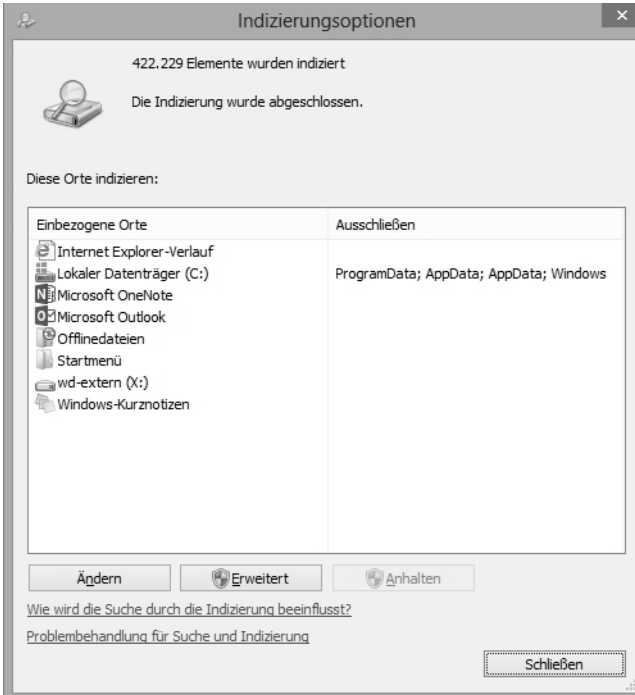 Indizierungsoptionen
422.229 Elemente wurden indiziert
Die Indizierung wurde abgeschlossen.
Diese Orte indizieren:
Einbezogene Orte Ausschließen
Internet Explorer-Verlauf
Lokaler Datenträger (C:) ProgramData; AppData; AppData; Windows
Microsoft OneNote
Microsoft Outlook
Offlinedateien
Startmenü
wd-extern (X:)
Windows-Kurznotizen
Ändern Erweitert Anhalten
Wie wird die Suche durch die Indizierung beeinflusst?
Problembehandlung für Suche und Indizierung
Schließen